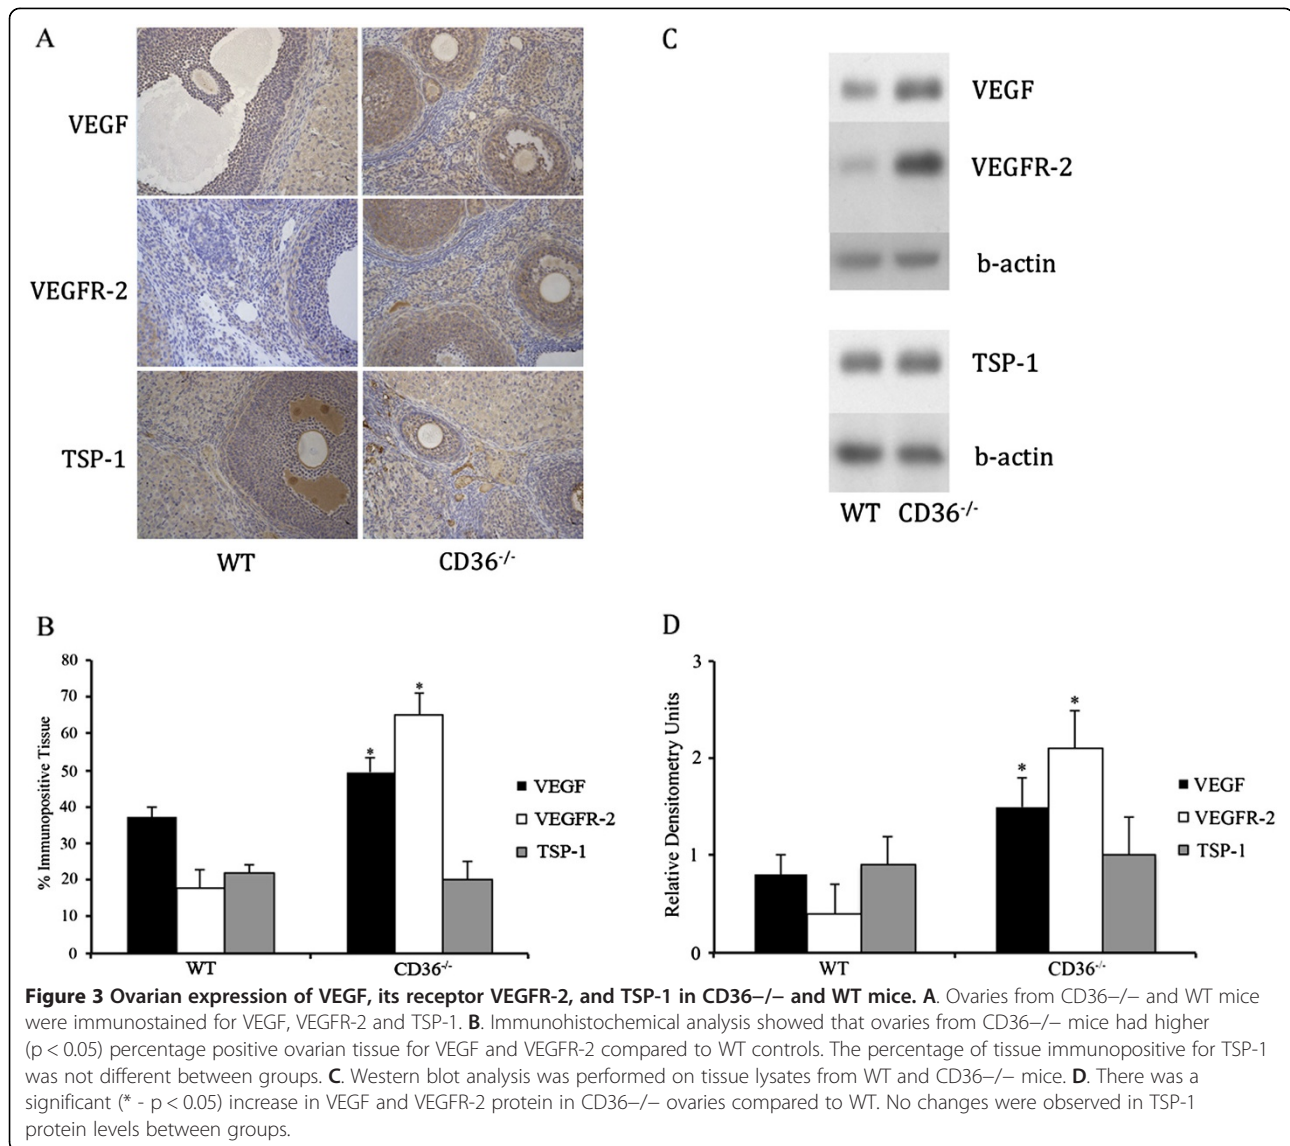 A
VEGF
VEGFR-2
TSP-1
WT
CD36-/-
C
VEGF
VEGFR-2
b-actin
TSP-1
b-actin
WT CD36-/-
B
% Immunopositive Tissue
80
70
60
50
40
30
20
10
0
*
*
WT
CD36-/-
VEGF
VEGFR-2
TSP-1
D
Relative Densitometry Units
3
2
1
0
*
*
WT
CD36-/-
VEGF
VEGFR-2
TSP-1
Figure 3 Ovarian expression of VEGF, its receptor VEGFR-2, and TSP-1 in CD36−/− and WT mice. A. Ovaries from CD36−/− and WT mice
were immunostained for VEGF, VEGFR-2 and TSP-1. B. Immunohistochemical analysis showed that ovaries from CD36−/− mice had higher
(p < 0.05) percentage positive ovarian tissue for VEGF and VEGFR-2 compared to WT controls. The percentage of tissue immunopositive for TSP-1
was not different between groups. C. Western blot analysis was performed on tissue lysates from WT and CD36−/− mice. D. There was a
significant (* - p < 0.05) increase in VEGF and VEGFR-2 protein in CD36−/− ovaries compared to WT. No changes were observed in TSP-1
protein levels between groups.